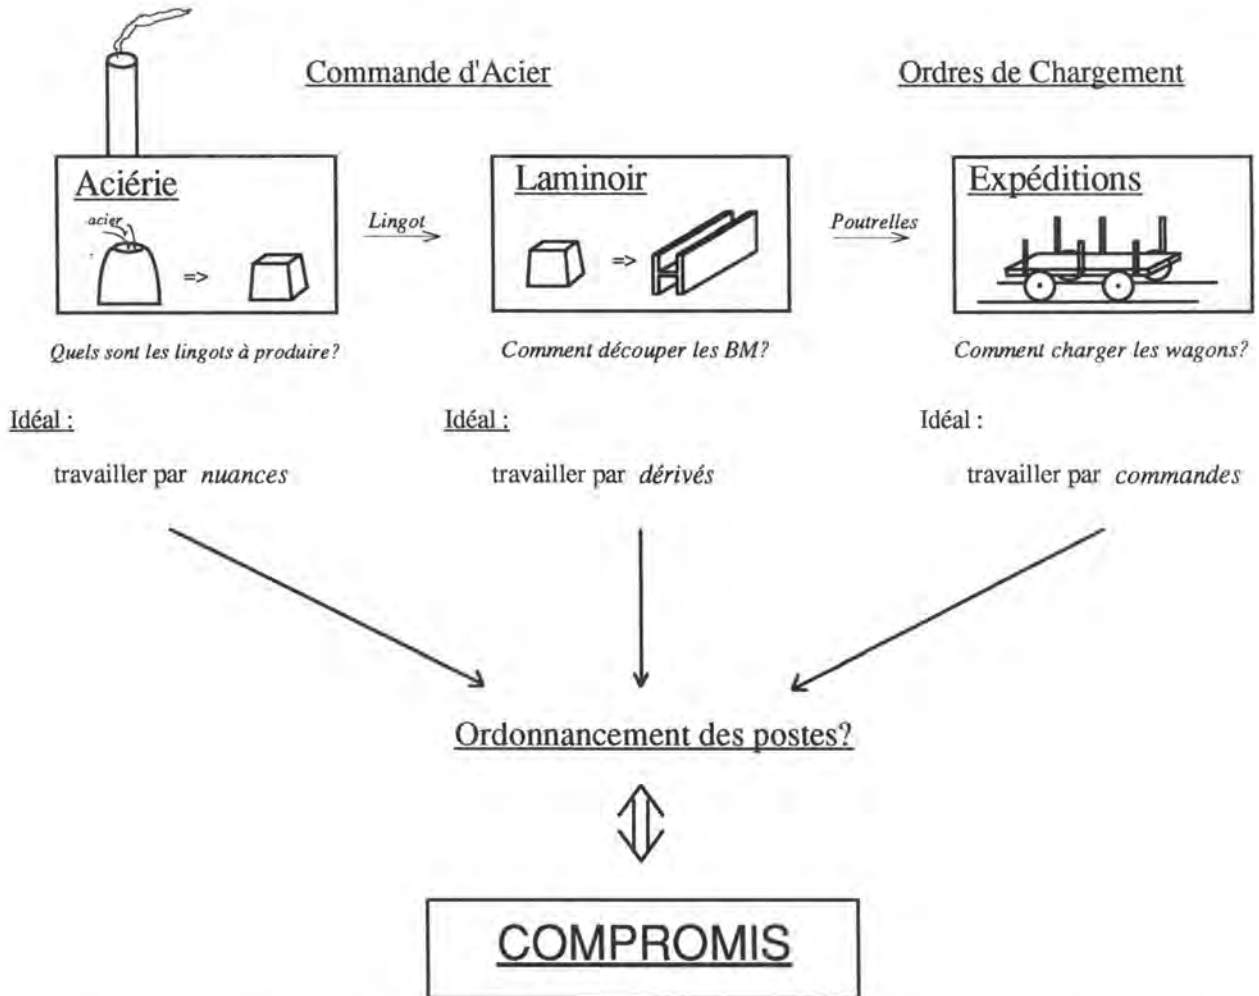 Commande d'Acier
Ordres de Chargement
Aciérie
acier
=>
Lingot
Laminoir
=>
Poutrelles
Expéditions
Quels sont les lingots à produire?
Comment découper les BM?
Comment charger les wagons?
Idéal :
travailler par nuances
Idéal :
travailler par dérivés
Idéal :
travailler par commandes
Ordonnancement des postes?
COMPROMIS